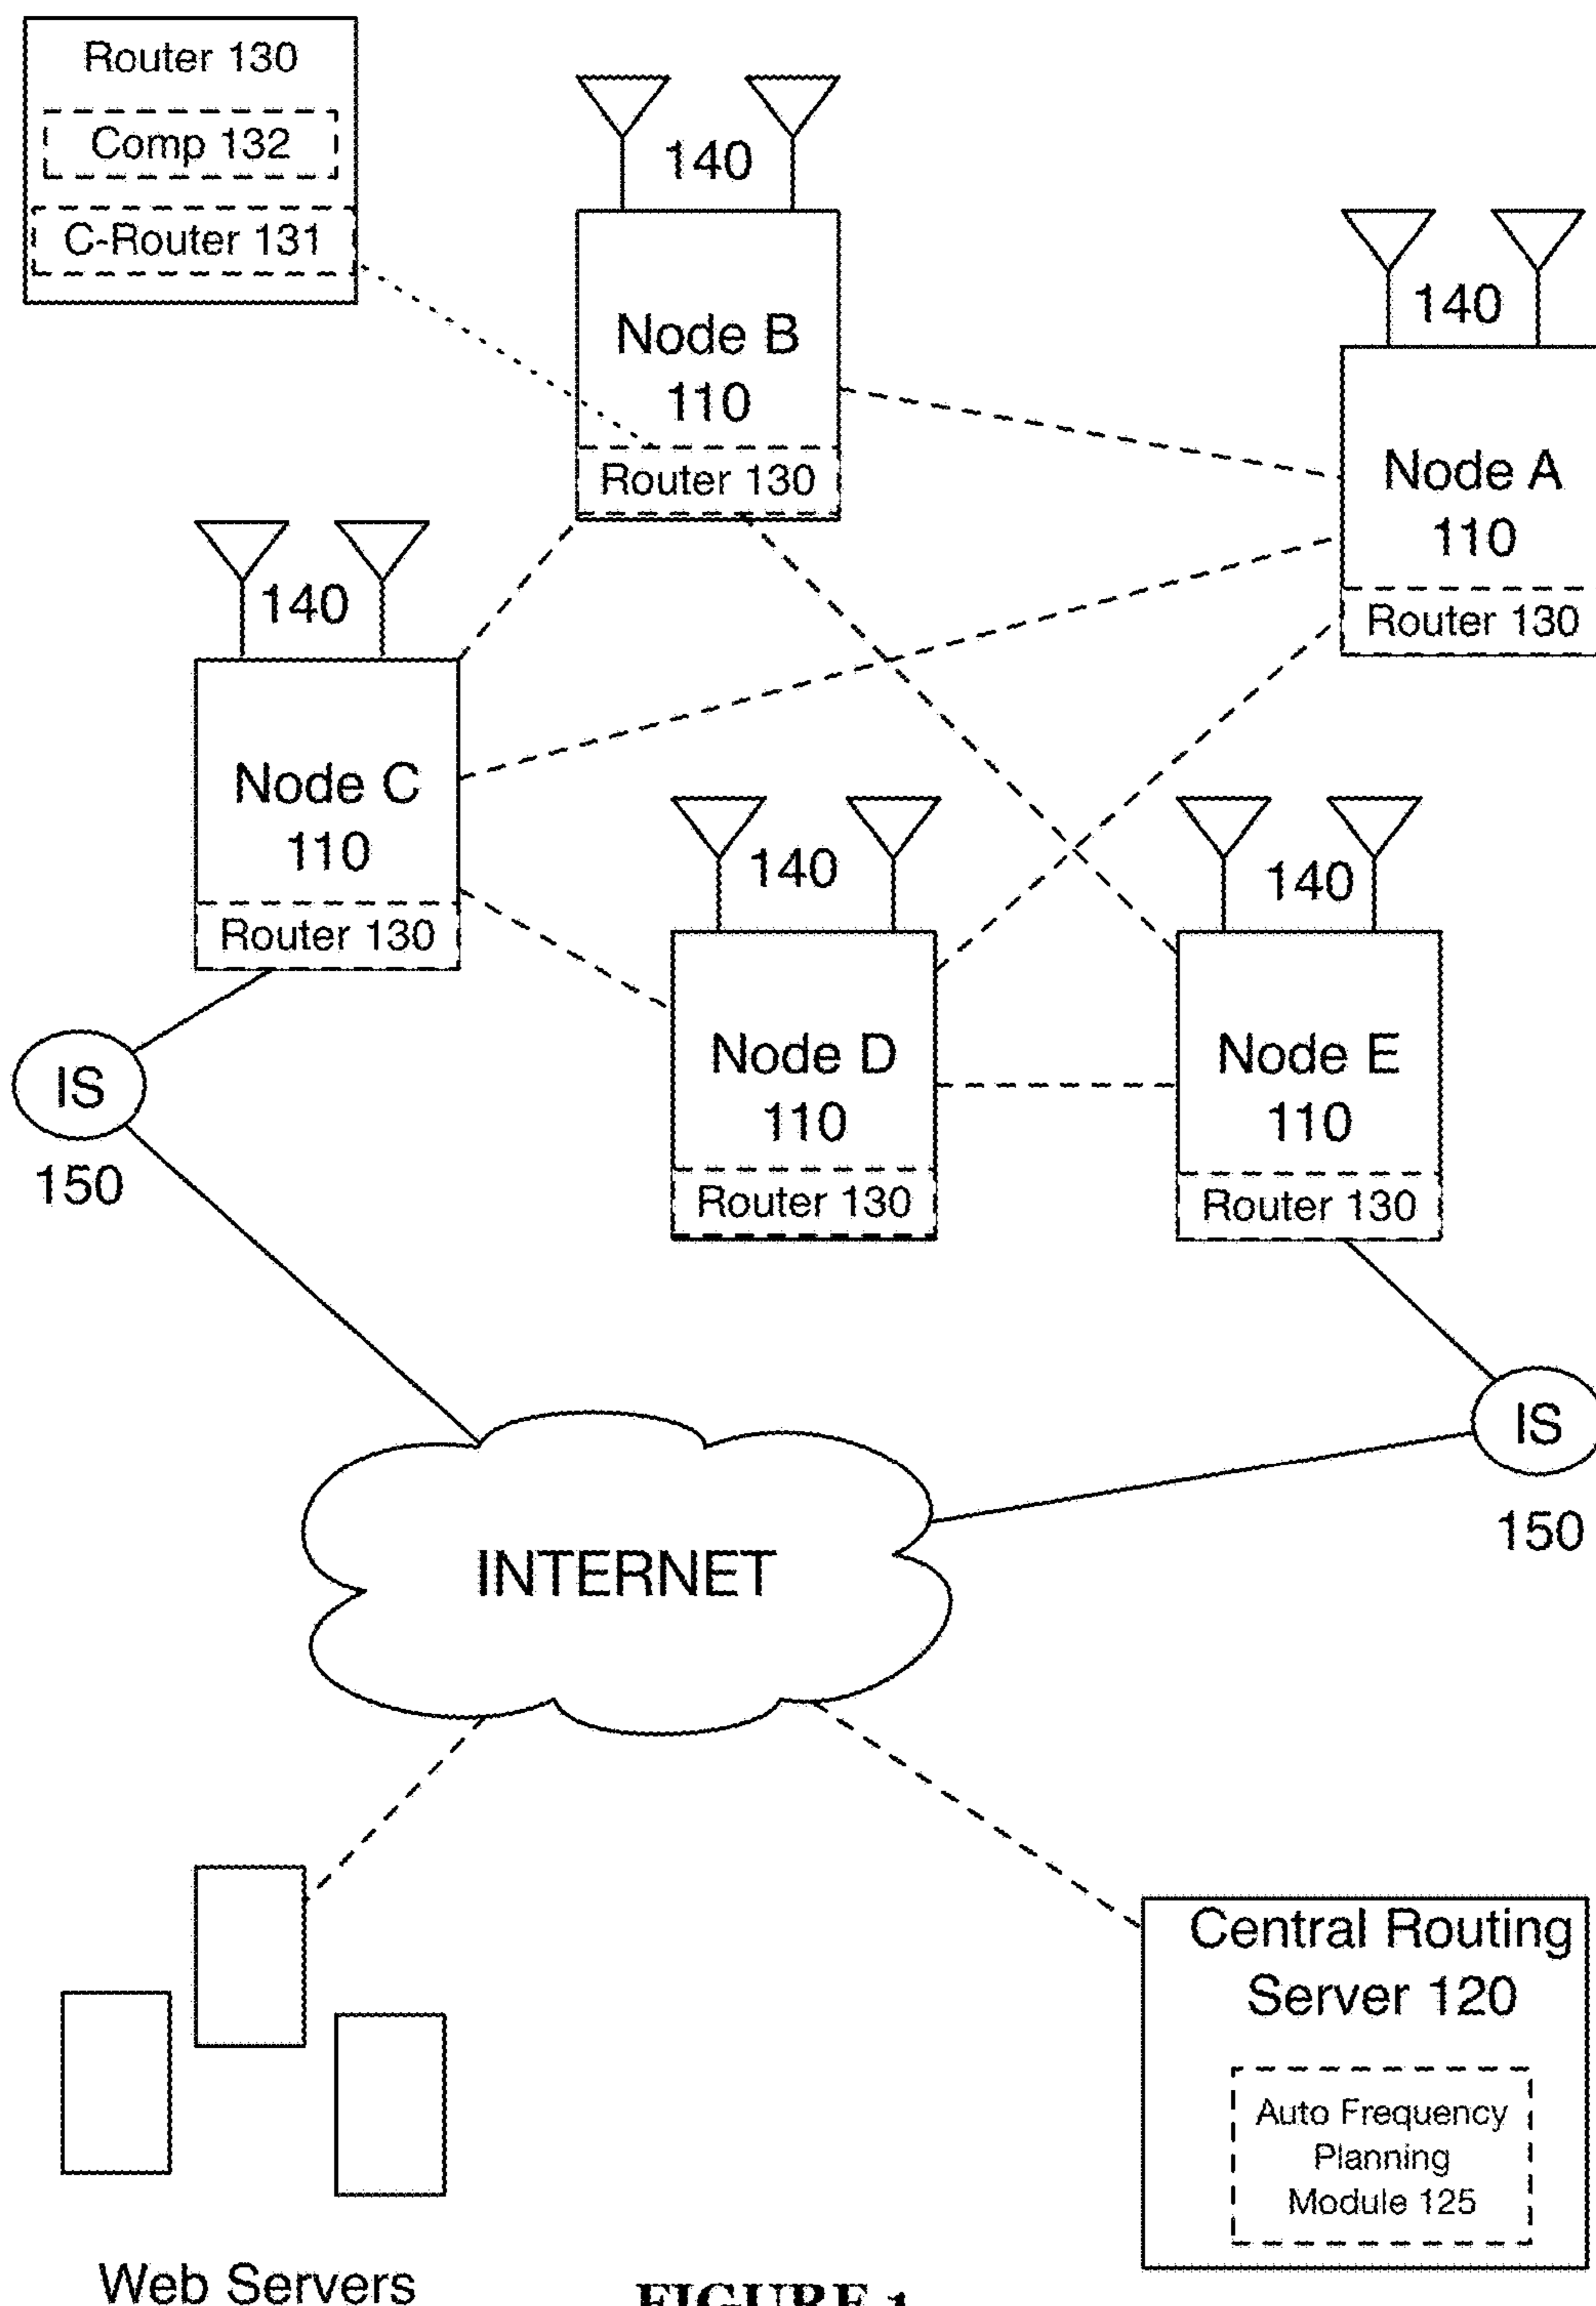 Router 130
Comp 132
C-Router 131
140
Node B
110
Router 130
140
Node A
110
Router 130
140
Node C
110
Router 130
140
Node D
110
Router 130
140
Node E
110
Router 130
IS
150
IS
150
INTERNET
Central Routing
Server 120
Auto Frequency
Planning
Module 125
Web Servers
FIGURE 1